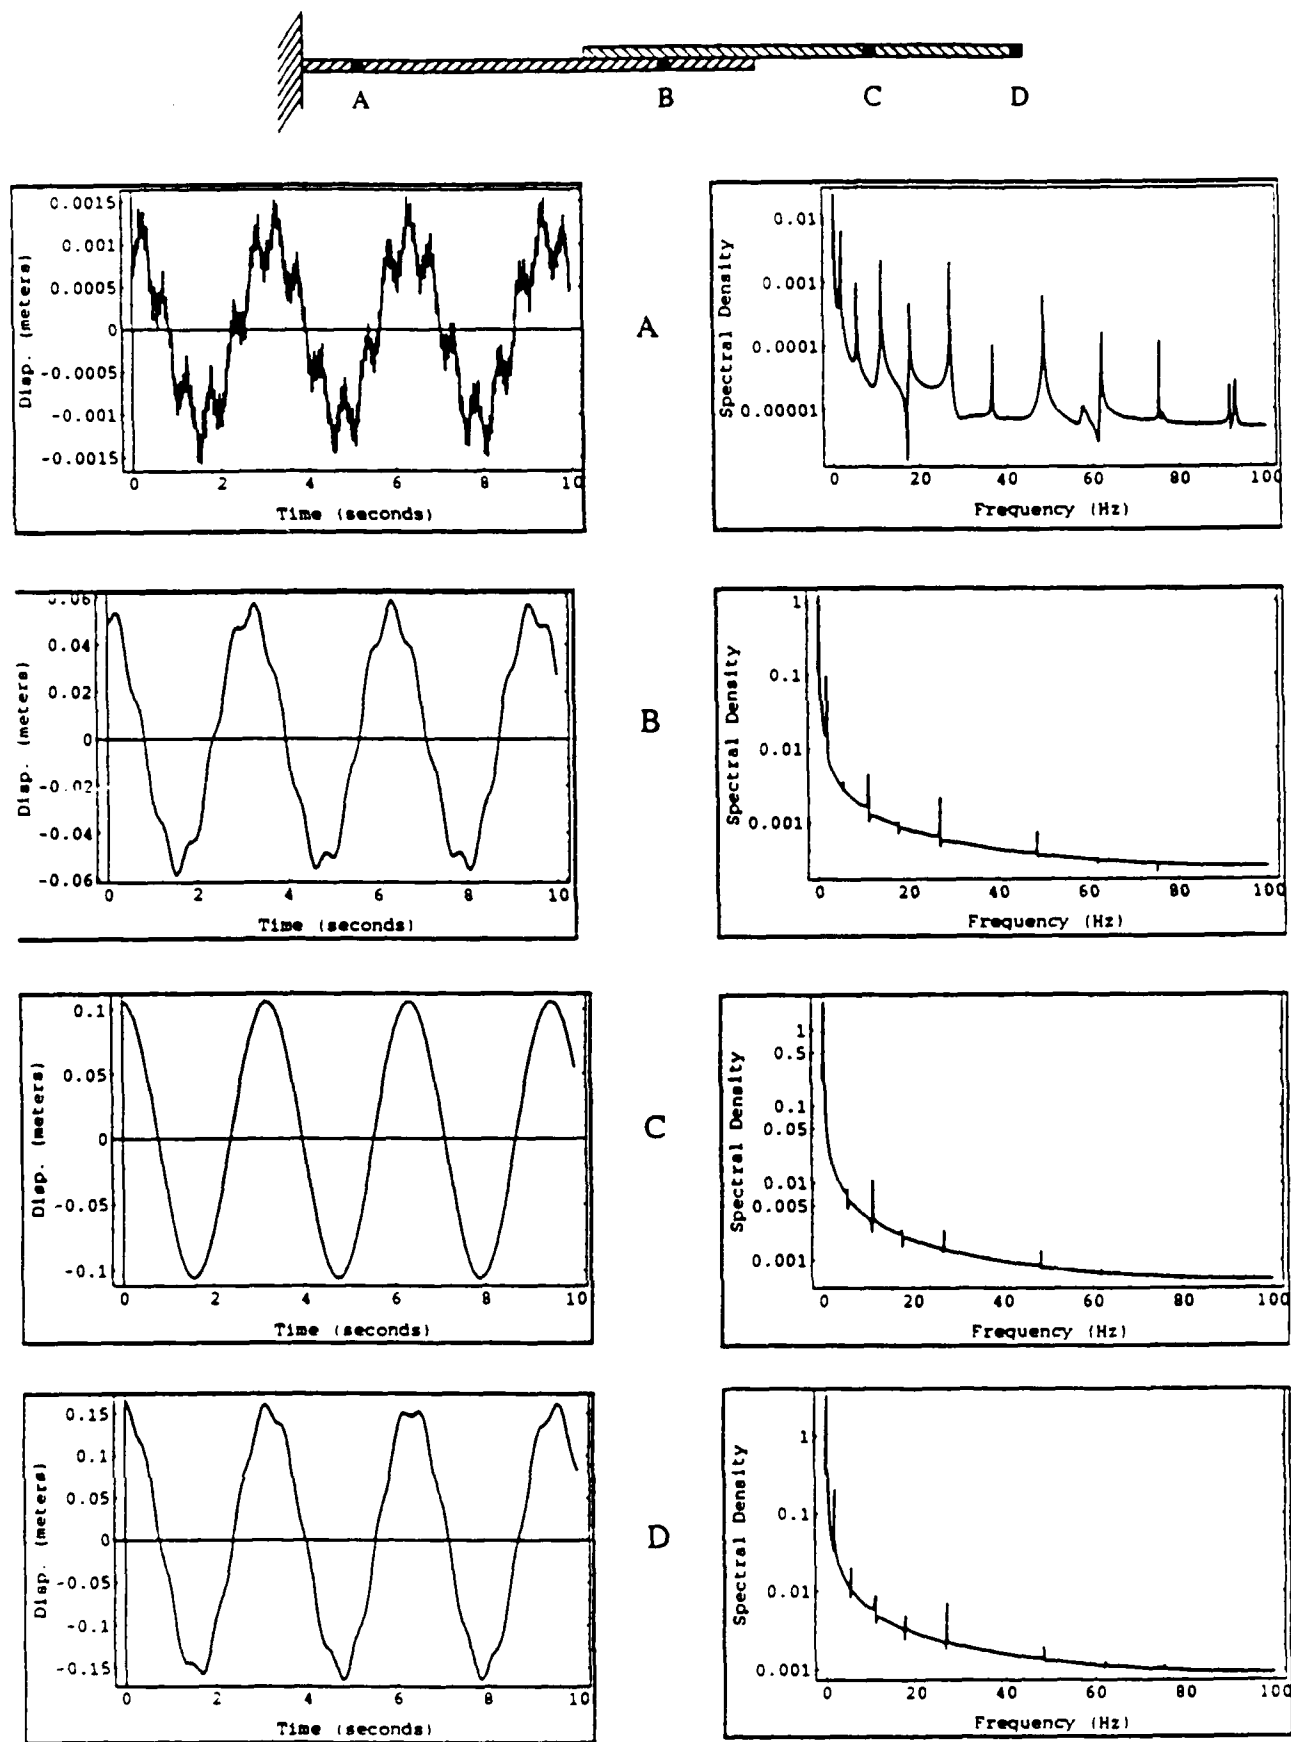 A B C D
0.0015
0.001
0.0005
0
-0.0005
-0.001
-0.0015
Disp. (meters)
0 2 4 6 8 10
Time (seconds)
A
0.01
0.001
0.0001
0.00001
Spectral Density
0 20 40 60 80 100
Frequency (Hz)
0.06
0.04
0.02
0
-0.02
-0.04
-0.06
Disp. (meters)
0 2 4 6 8 10
Time (seconds)
B
1
0.1
0.01
0.001
Spectral Density
0 20 40 60 80 100
Frequency (Hz)
0.1
0.05
0
-0.05
-0.1
Disp. (meters)
0 2 4 6 8 10
Time (seconds)
C
1
0.5
0.1
0.05
0.01
0.005
0.001
Spectral Density
0 20 40 60 80 100
Frequency (Hz)
0.15
0.1
0.05
0
-0.05
-0.1
-0.15
Disp. (meters)
0 2 4 6 8 10
Time (seconds)
D
1
0.1
0.01
0.001
Spectral Density
0 20 40 60 80 100
Frequency (Hz)